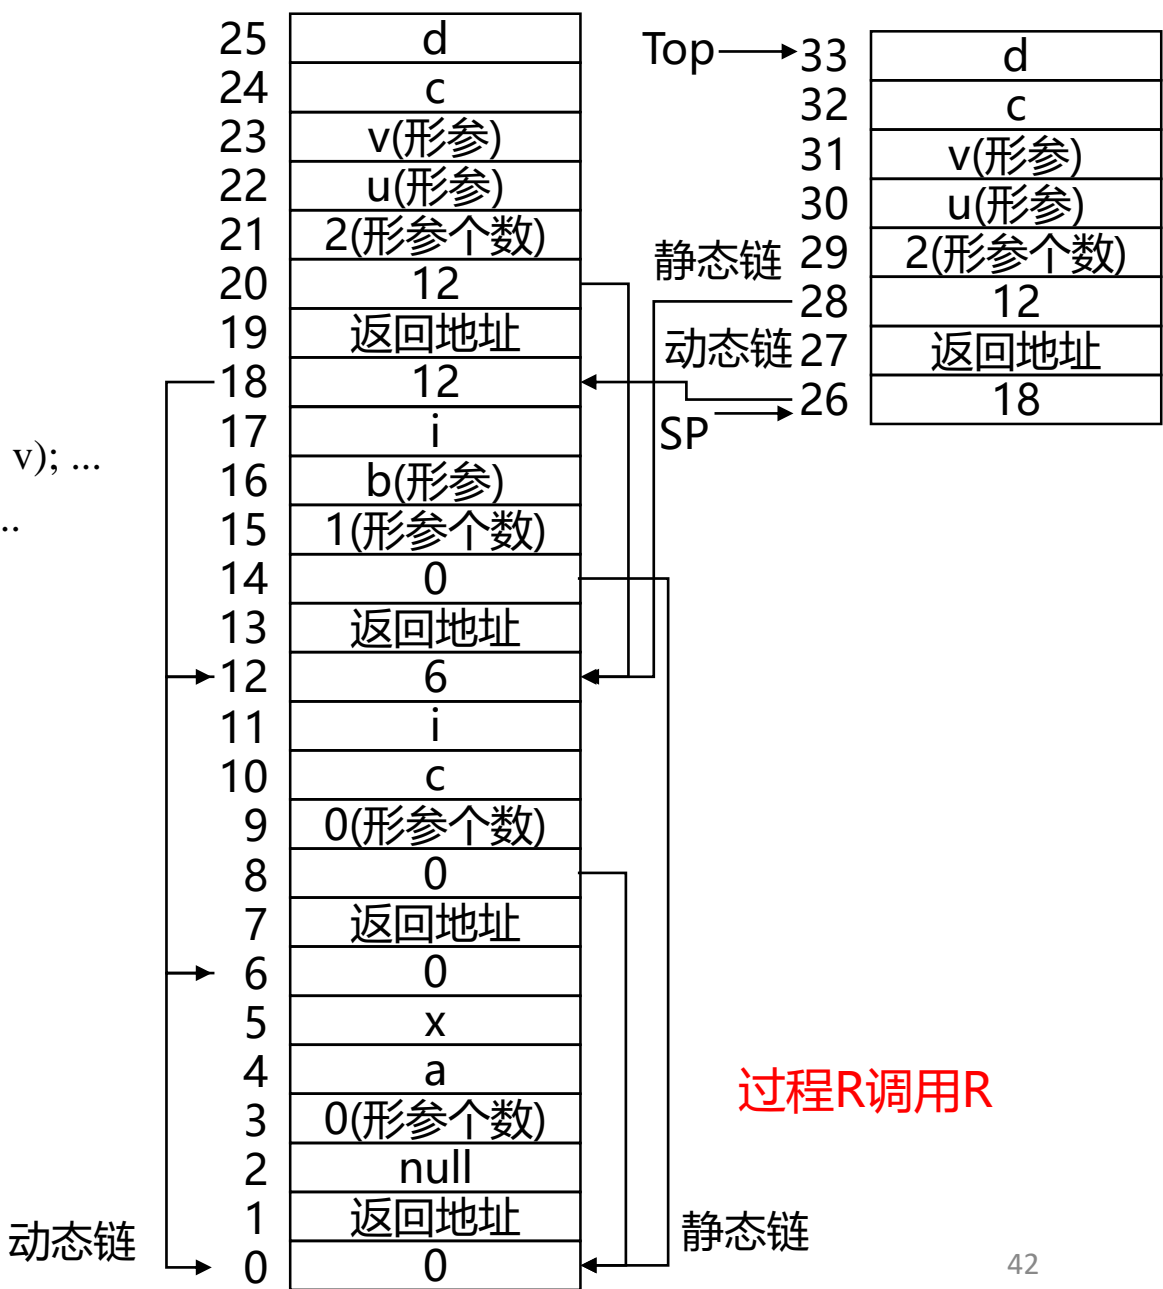 25 d
24 c
23 v(形参)
22 u(形参)
21 2(形参个数)
20 12
19 返回地址
18 12
17 i
16 b(形参)
15 1(形参个数)
14 0
13 返回地址
12 6
11 i
10 c
9 0(形参个数)
8 0
7 返回地址
6 0
5 x
4 a
3 0(形参个数)
2 null
1 返回地址
0 0
v); ...
..
动态链
静态链
Top 33 d
32 c
31 v(形参)
30 u(形参)
29 2(形参个数)
静态链
28 12
动态链
27 返回地址
26 18
SP
过程R调用R
42